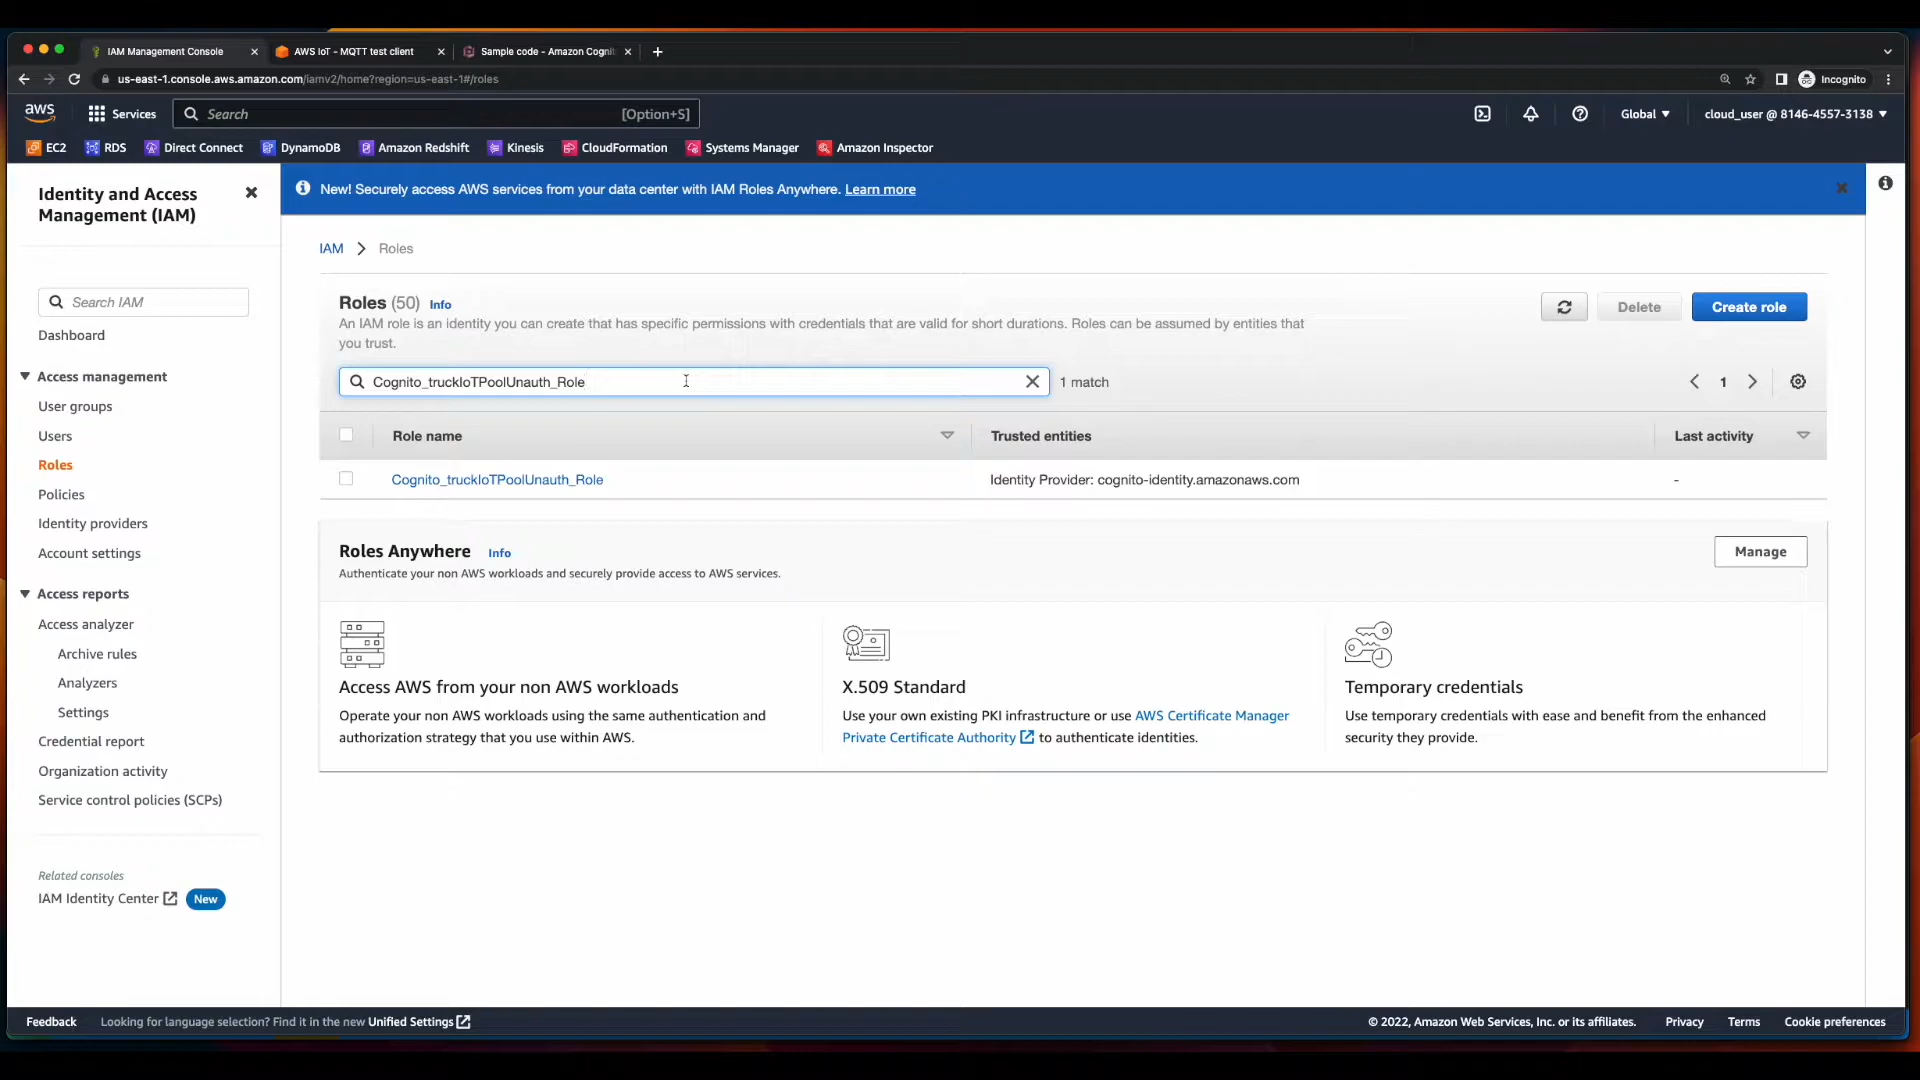 IAM Management Console
AWS IoT - MQTT test client
Sample code - Amazon Cogni
us-east-1.console.aws.amazon.com/iamv2/home?region=us-east-1#/roles
Incognito
aws
Services
Search
[Option+S]
Global
cloud_user @ 8146-4557-3138
EC2
RDS
Direct Connect
DynamoDB
Amazon Redshift
Kinesis
CloudFormation
Systems Manager
Amazon Inspector
Identity and Access
Management (IAM)
Search IAM
Dashboard
Access management
User groups
Users
Roles
Policies
Identity providers
Account settings
Access reports
Access analyzer
Archive rules
Analyzers
Settings
Credential report
Organization activity
Service control policies (SCPs)
Related consoles
IAM Identity Center
New
New! Securely access AWS services from your data center with IAM Roles Anywhere. Learn more
IAM
Roles
Roles (50) Info
An IAM role is an identity you can create that has specific permissions with credentials that are valid for short durations. Roles can be assumed by entities that
you trust.
Delete
Create role
Cognito_truckIoTPoolUnauth_Role
1 match
1
Role name
Trusted entities
Last activity
Cognito_truckIoTPoolUnauth_Role
Identity Provider: cognito-identity.amazonaws.com
-
Roles Anywhere Info
Authenticate your non AWS workloads and securely provide access to AWS services.
Manage
Access AWS from your non AWS workloads
Operate your non AWS workloads using the same authentication and
authorization strategy that you use within AWS.
X.509 Standard
Use your own existing PKI infrastructure or use AWS Certificate Manager
Private Certificate Authority to authenticate identities.
Temporary credentials
Use temporary credentials with ease and benefit from the enhanced
security they provide.
Feedback
Looking for language selection? Find it in the new Unified Settings
© 2022, Amazon Web Services, Inc. or its affiliates.
Privacy
Terms
Cookie preferences